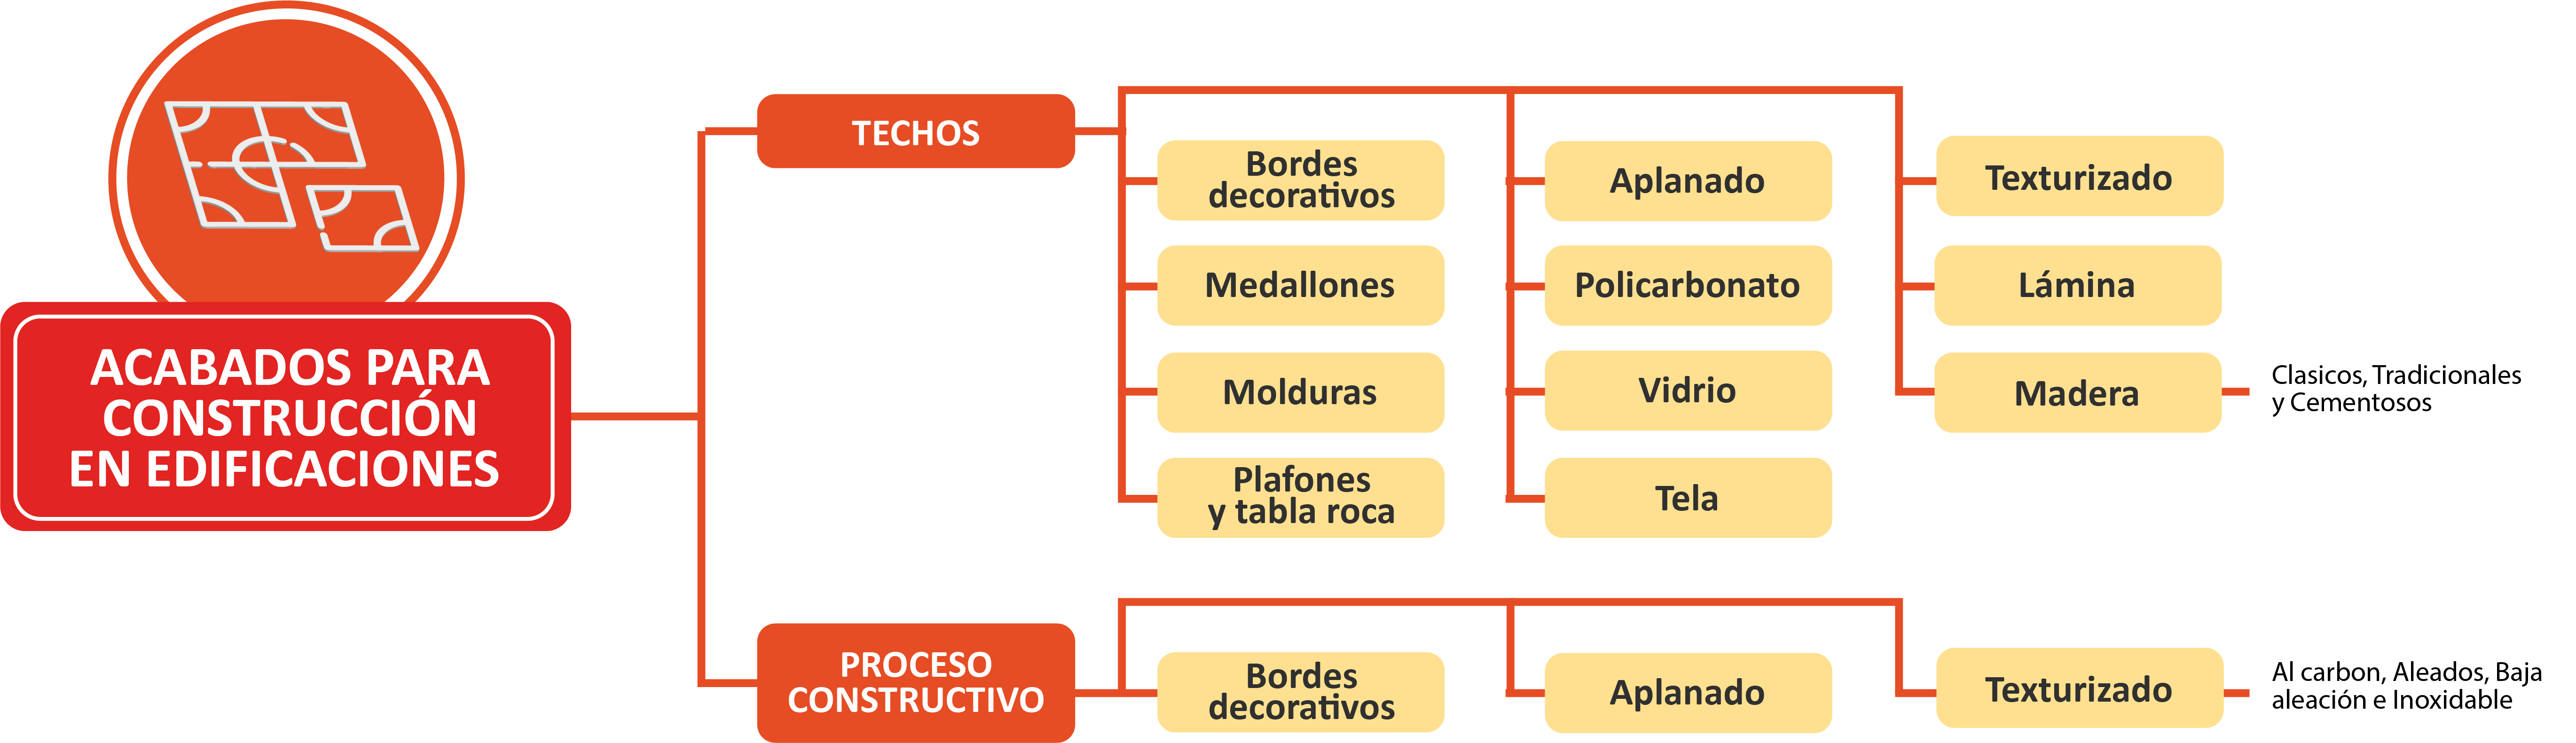 ACABADOS PARA
CONSTRUCCIÓN
EN EDIFICACIONES
TECHOS
Bordes
decorativos
Medallones
Molduras
Plafones
y tabla roca
Aplanado
Policarbonato
Vidrio
Tela
Texturizado
Lámina
Madera
Clasicos, Tradicionales
y Cementosos
PROCESO
CONSTRUCTIVO
Bordes
decorativos
Aplanado
Texturizado
Al carbon, Aleados, Baja
aleación e Inoxidable